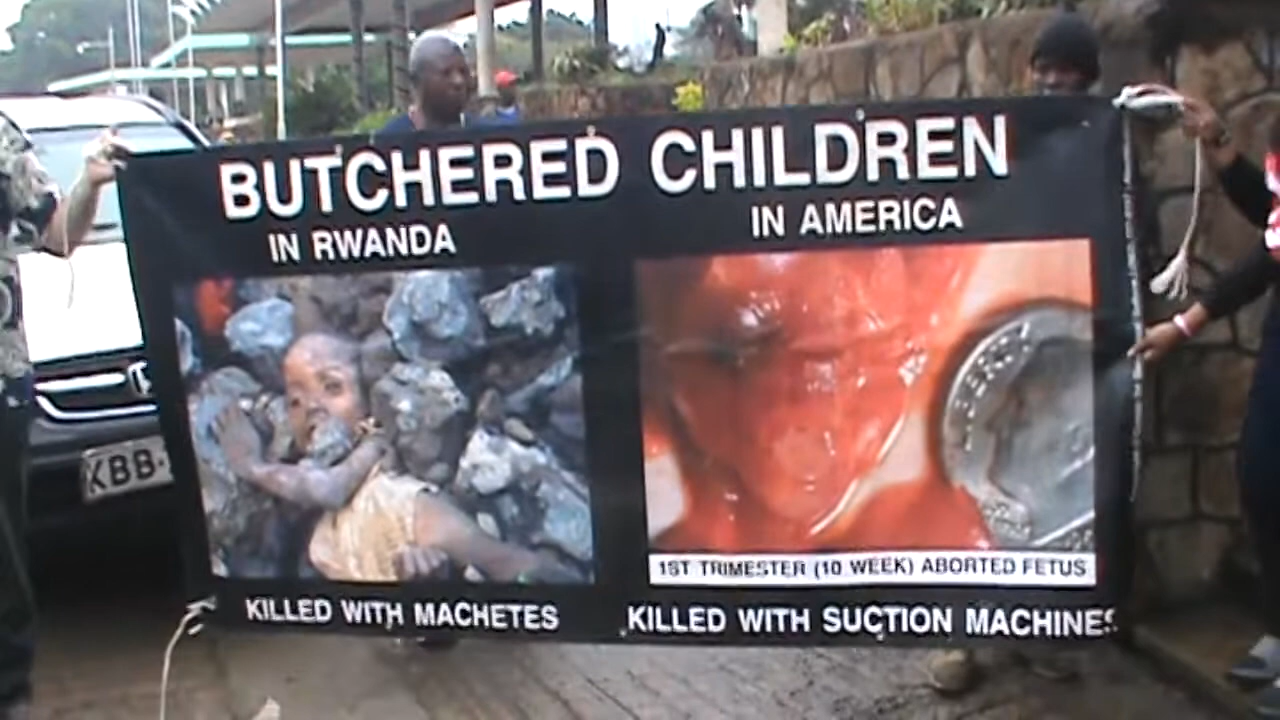 BUTCHERED CHILDREN
IN RWANDA
IN AMERICA
1ST TRIMESTER (10 WEEK) ABORTED FETUS
KILLED WITH MACHETES
KILLED WITH SUCTION MACHINES
KBB